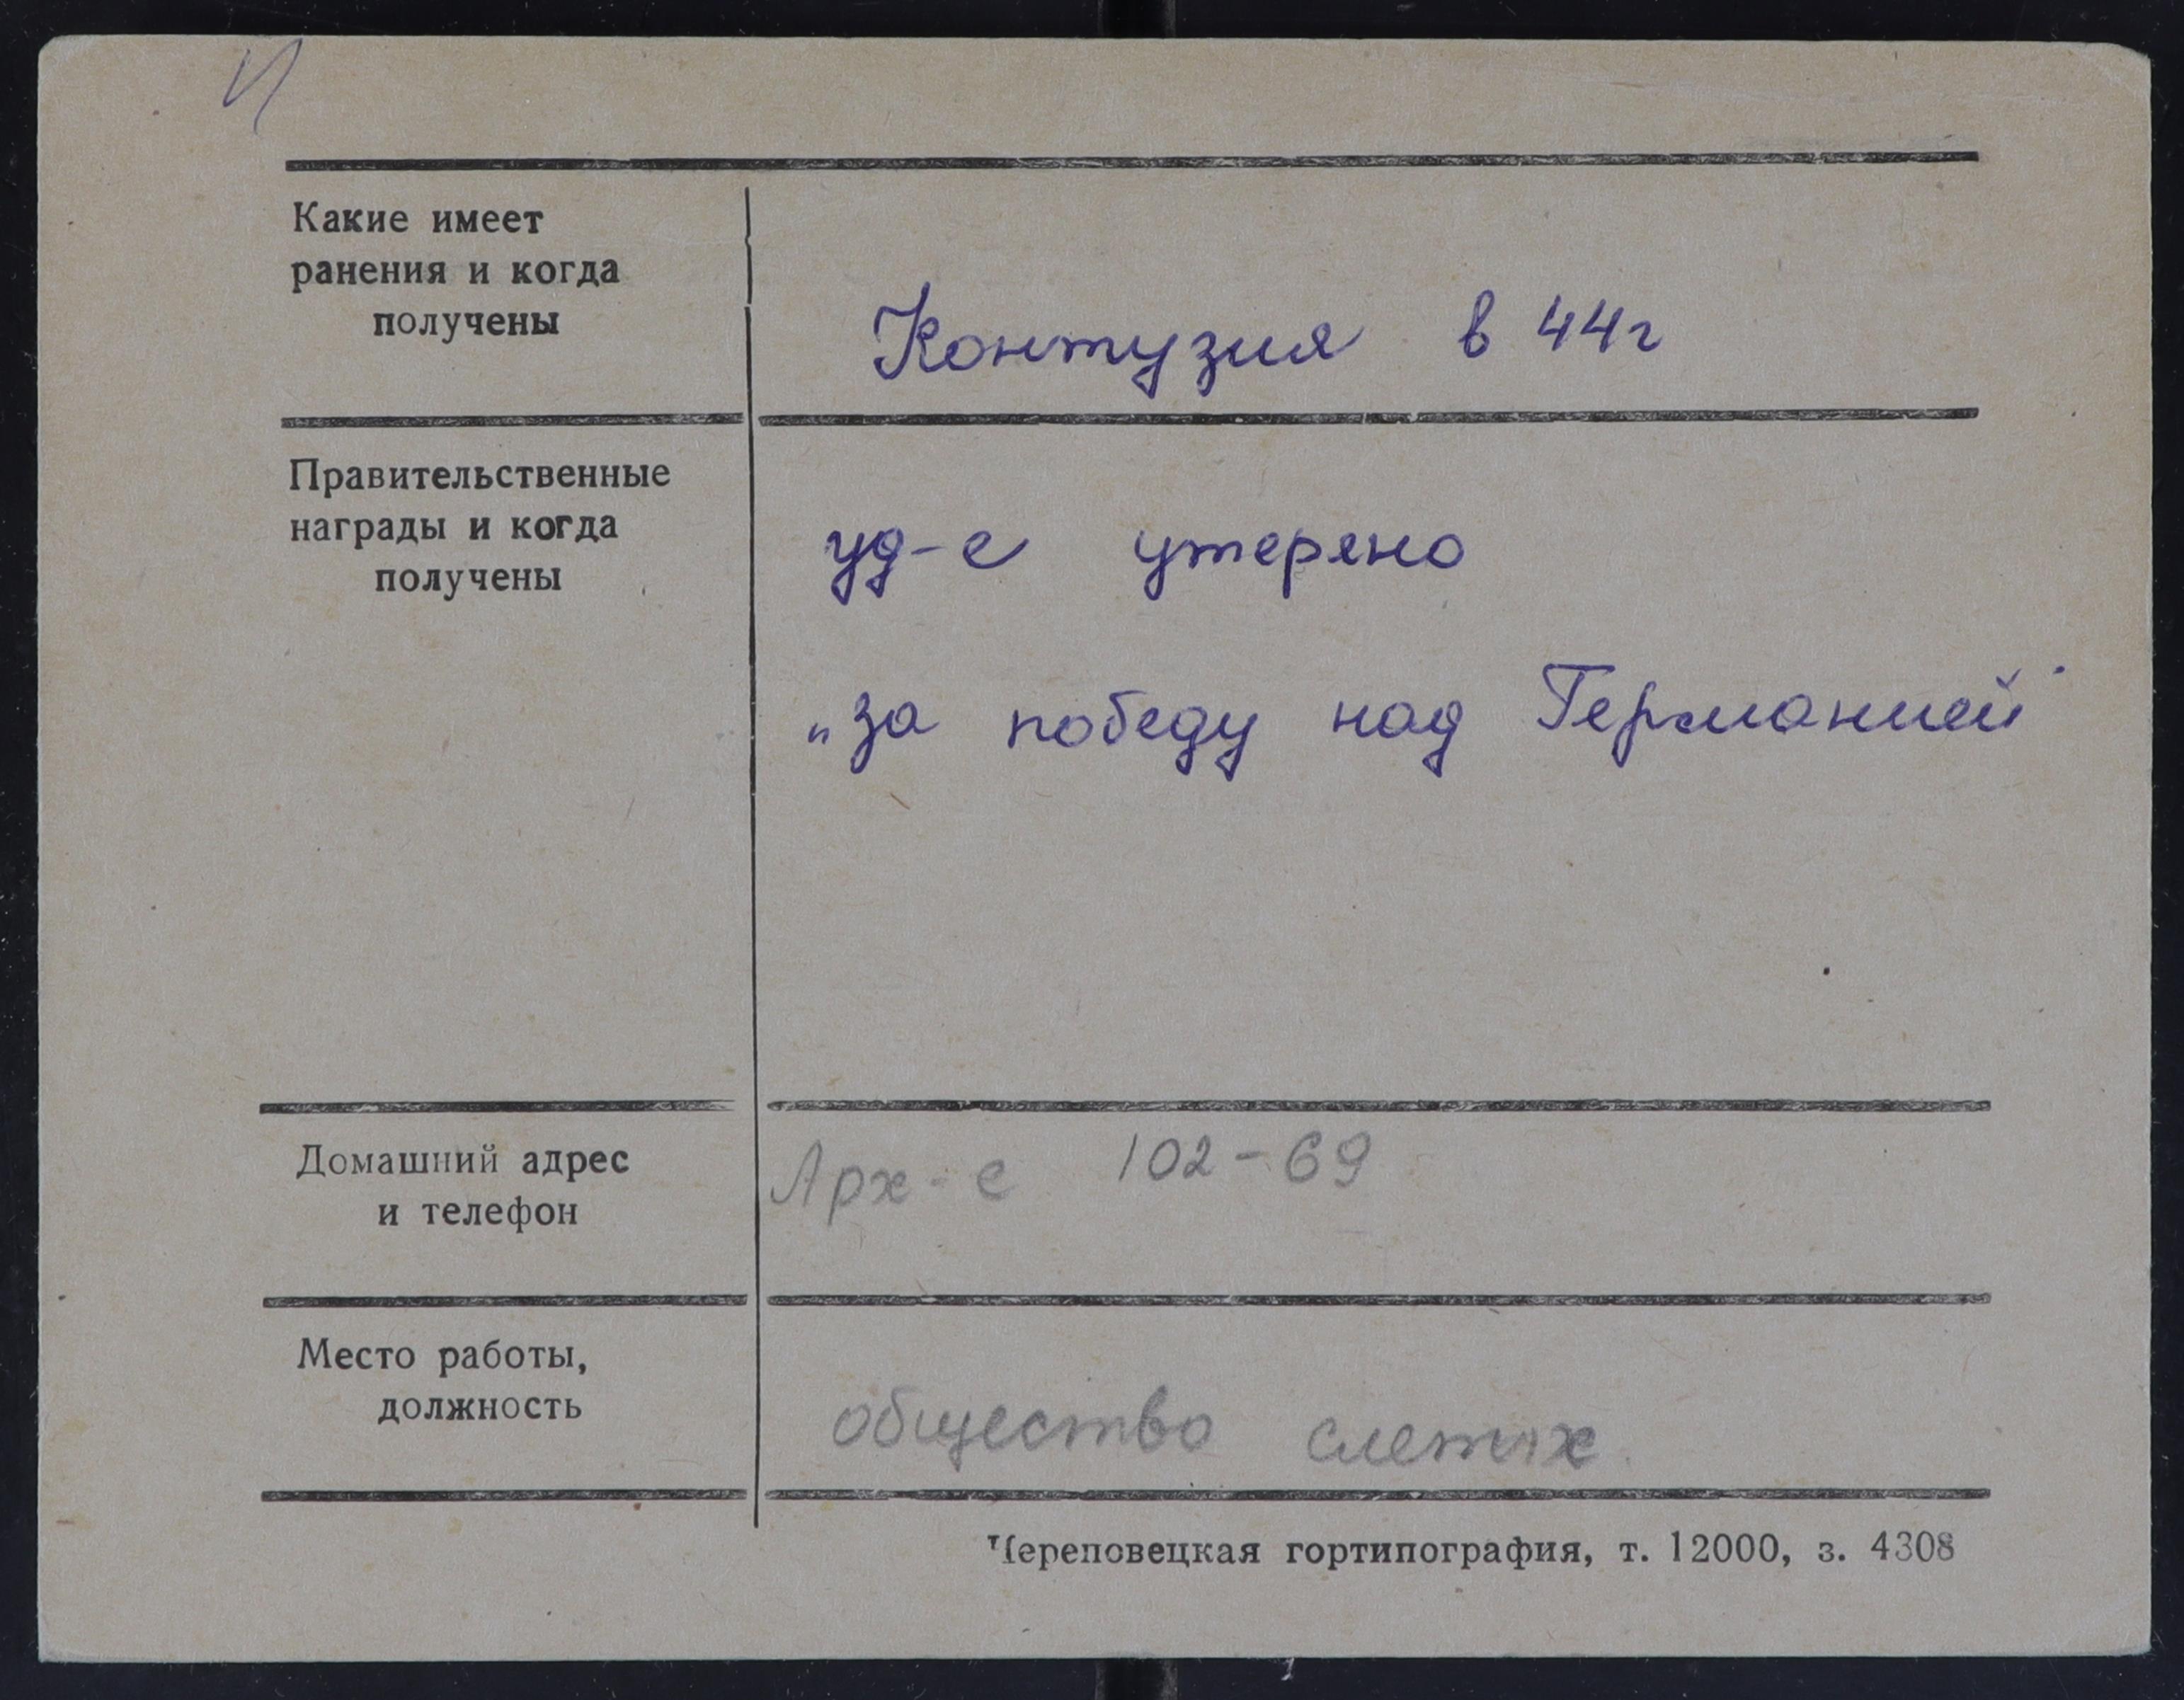 Какие имеет
ранения и когда
получены
Контузия в 44г
Правительственные
награды и когда
получены
уд-е утеряно
„за победу над Германией"
Домашний адрес
и телефон
Арх-е 102-69
Место работы,
должность
общество слепых.
Череповецкая гортипография, т. 12000, з. 4308